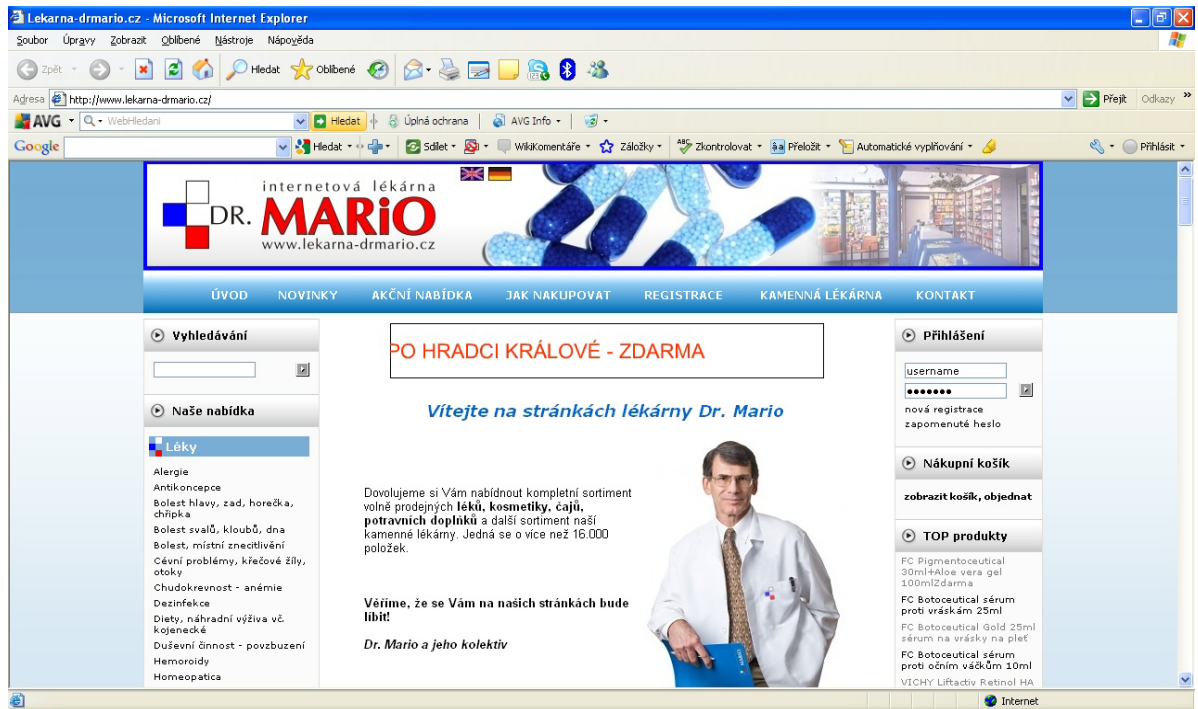 Lekarna-drmario.cz - Microsoft Internet Explorer
Soubor Úpravy Zobrazit Oblíbené Nástroje Nápověda
Zpět Hledat Oblíbené
Adresa http://www.lekarna-drmario.cz/ Přejít Odkazy »
AVG WebHledani Hledat Úplná ochrana AVG Info
Google Hledat Sdílet WikiKomentáře Záložky Zkontrolovat Přeložit Automatické vyplňování Přihlásit
internetová lékárna
DR. MARiO
www.lekarna-drmario.cz
ÚVOD NOVINKY AKČNÍ NABÍDKA JAK NAKUPOVAT REGISTRACE KAMENNÁ LÉKÁRNA KONTAKT
Vyhledávání
Naše nabídka
Léky
Alergie
Antikoncepce
Bolest hlavy, zad, horečka,
chřipka
Bolest svalů, kloubů, dna
Bolest, místní znecitlivění
Cévní problémy, křečové žíly,
otoky
Chudokrevnost - anémie
Dezinfekce
Diety, náhradní výživa vč.
kojenecké
Duševní činnost - povzbuzení
Hemoroidy
Homeopatica
PO HRADCI KRÁLOVÉ - ZDARMA
Vítejte na stránkách lékárny Dr. Mario
Dovolujeme si Vám nabídnout kompletní sortiment
volně prodejných léků, kosmetiky, čajů,
potravních doplňků a další sortiment naší
kamenné lékárny. Jedná se o více než 16.000
položek.
Věříme, že se Vám na našich stránkách bude
líbit!
Dr. Mario a jeho kolektiv
Přihlášení
username
•••••••
nová registrace
zapomenuté heslo
Nákupní košík
zobrazit košík, objednat
TOP produkty
FC Pigmentoceutical
30ml+Aloe vera gel
100mlZdarma
FC Botoceutical sérum
proti vráskám 25ml
FC Botoceutical Gold 25ml
sérum na vrásky na pleť
FC Botoceutical sérum
proti očním váčkům 10ml
VICHY Liftactiv Retinol HA
Internet